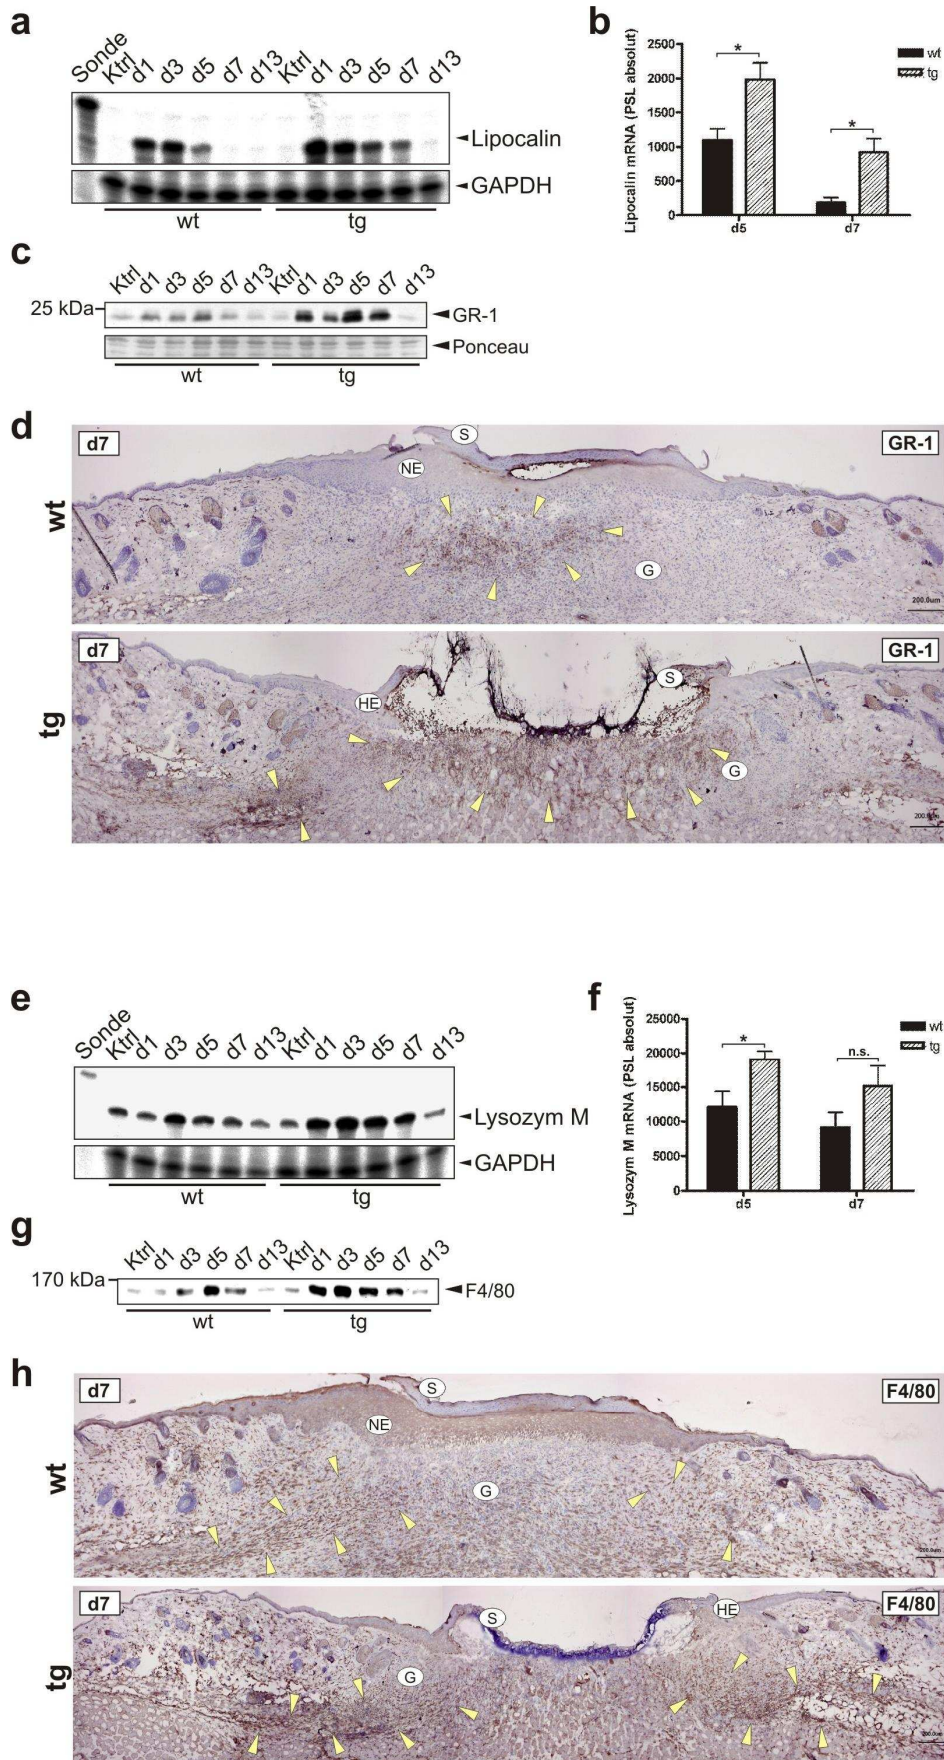 a
Sonde Ktrl d1 d3 d5 d7 d13 Ktrl d1 d3 d5 d7 d13
Lipocalin
GAPDH
wt tg
b
Lipocalin mRNA (PSL absolut)
2500
2000
1500
1000
500
0
* *
d5 d7
wt
tg
c
Ktrl d1 d3 d5 d7 d13 Ktrl d1 d3 d5 d7 d13
25 kDa
GR-1
Ponceau
wt tg
d
wt
d7 GR-1
S
NE
G
200.0um
tg
d7 GR-1
S
HE
G
e
Sonde Ktrl d1 d3 d5 d7 d13 Ktrl d1 d3 d5 d7 d13
Lysozym M
GAPDH
wt tg
f
Lysozym M mRNA (PSL absolut)
25000
20000
15000
10000
5000
0
* n.s.
d5 d7
wt
tg
g
Ktrl d1 d3 d5 d7 d13 Ktrl d1 d3 d5 d7 d13
170 kDa
F4/80
wt tg
h
wt
d7 F4/80
S
NE
G
200.0um
tg
d7 F4/80
S HE
G